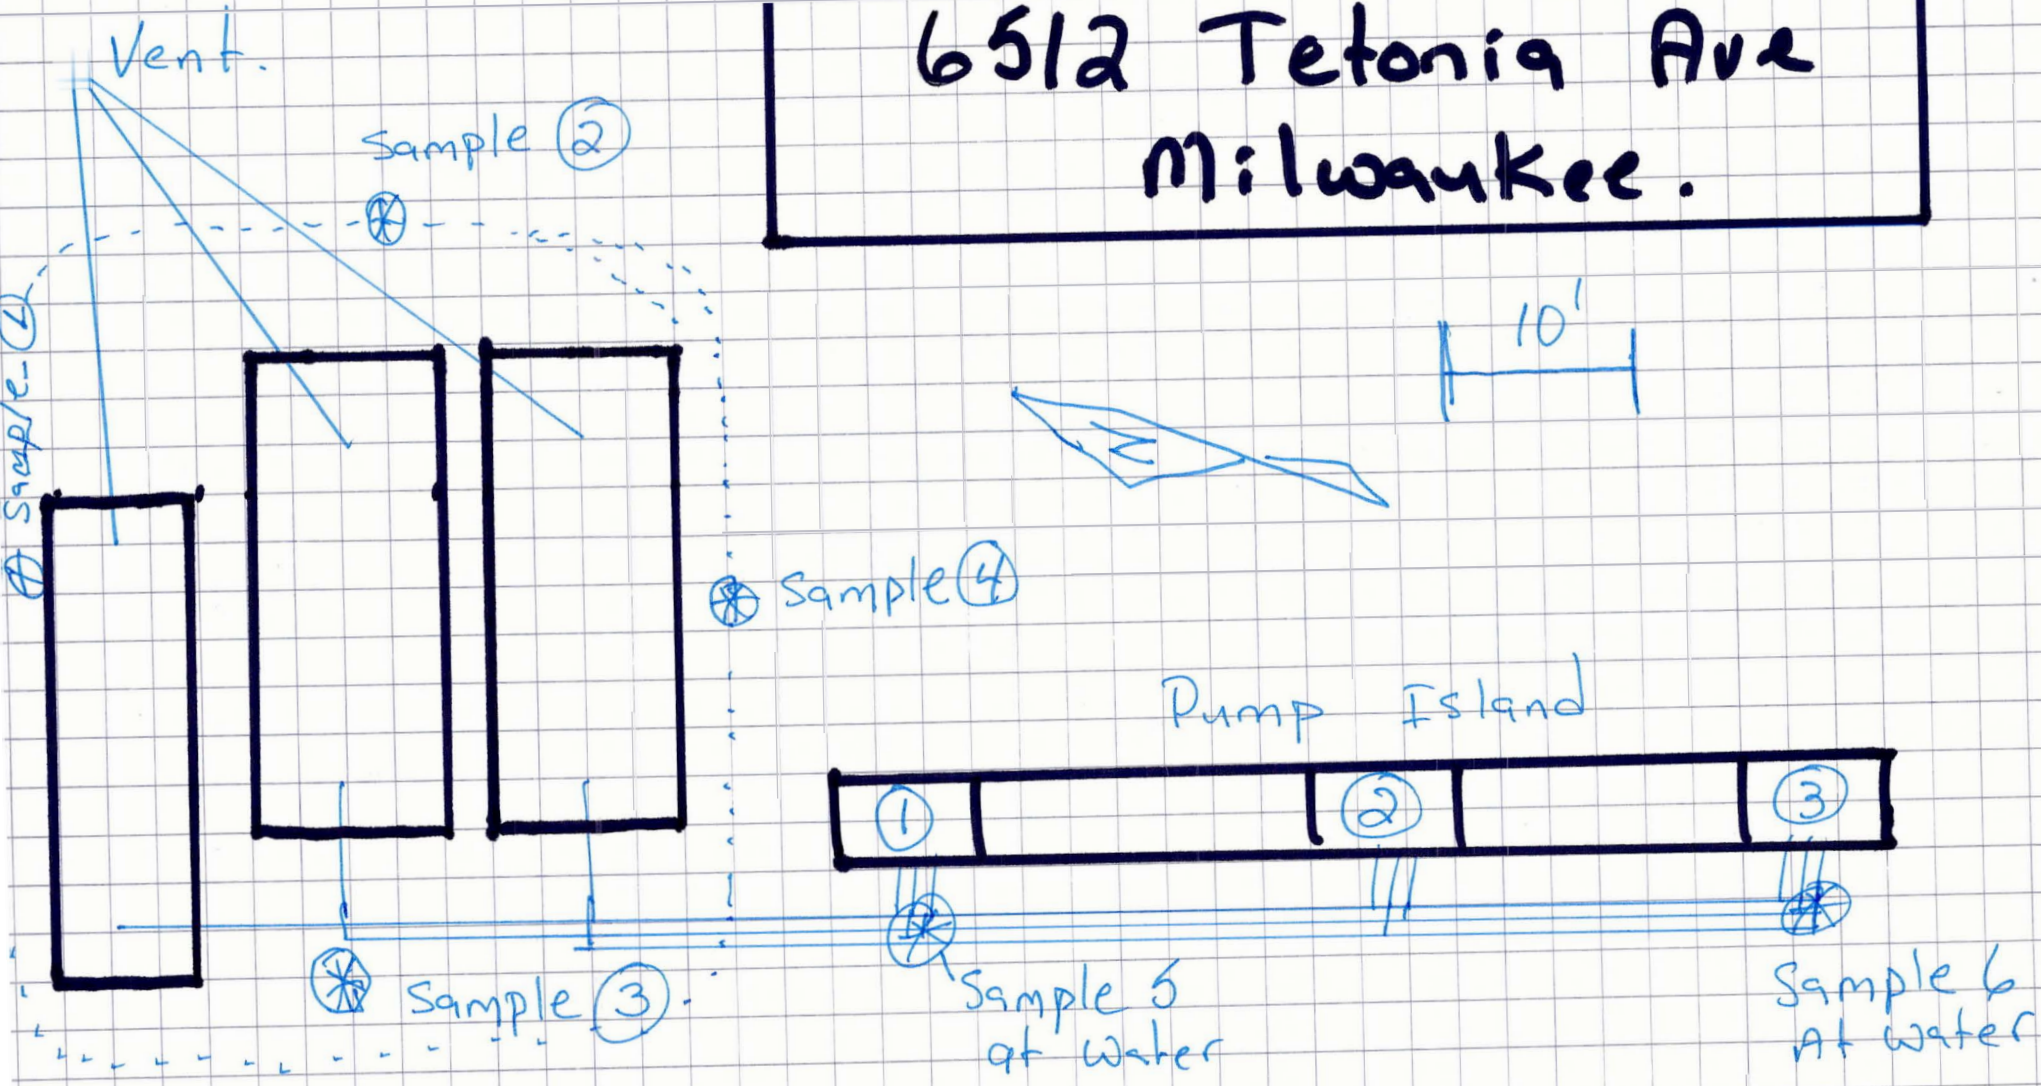 Vent.
6512 Tetonia Ave
Milwaukee.
Sample 2
Sample 1
10'
N
Sample 4
Pump Island
1
2
3
Sample 3
Sample 5
at Water
Sample 6
At Water